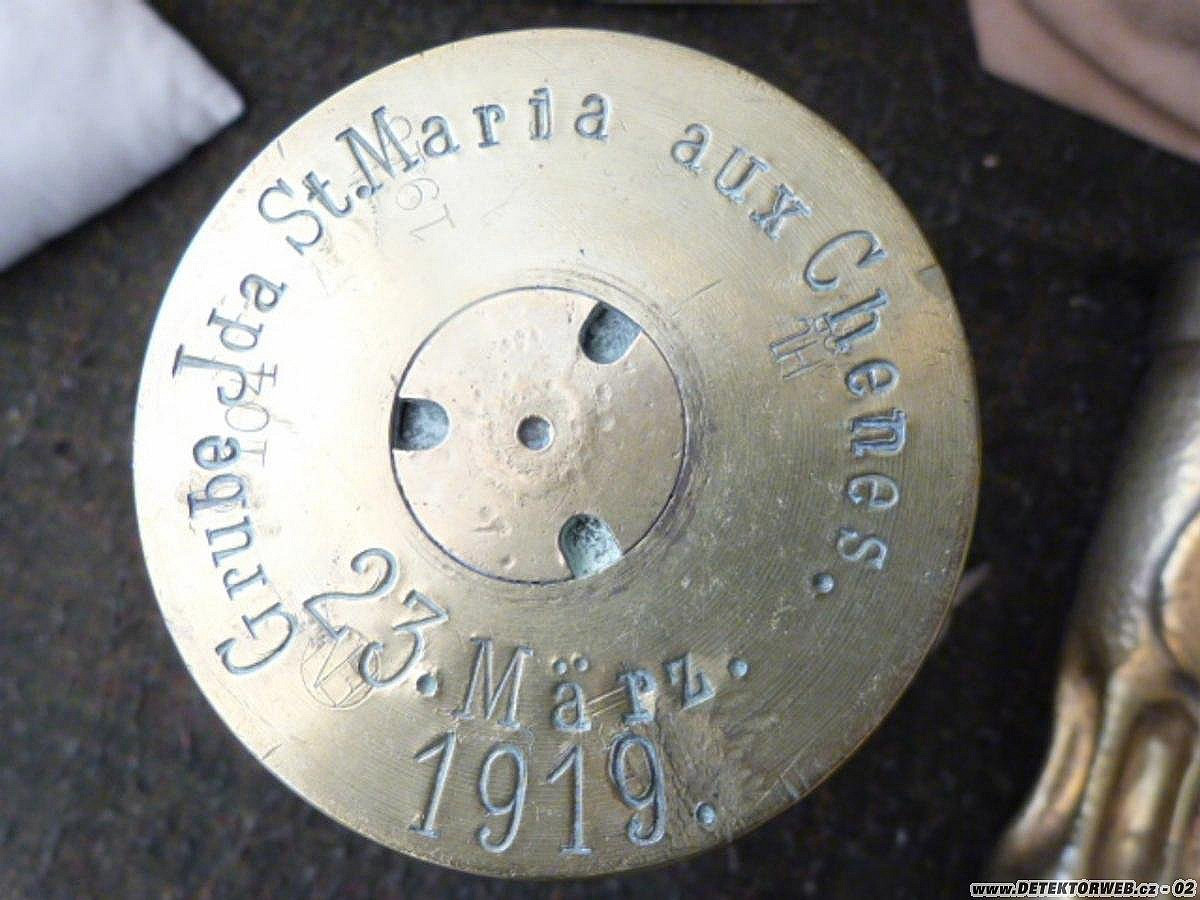 Grube Ida St. Maria aux Chenes.
23. März.
1919.
www.DETEKTORWEB.cz - 02